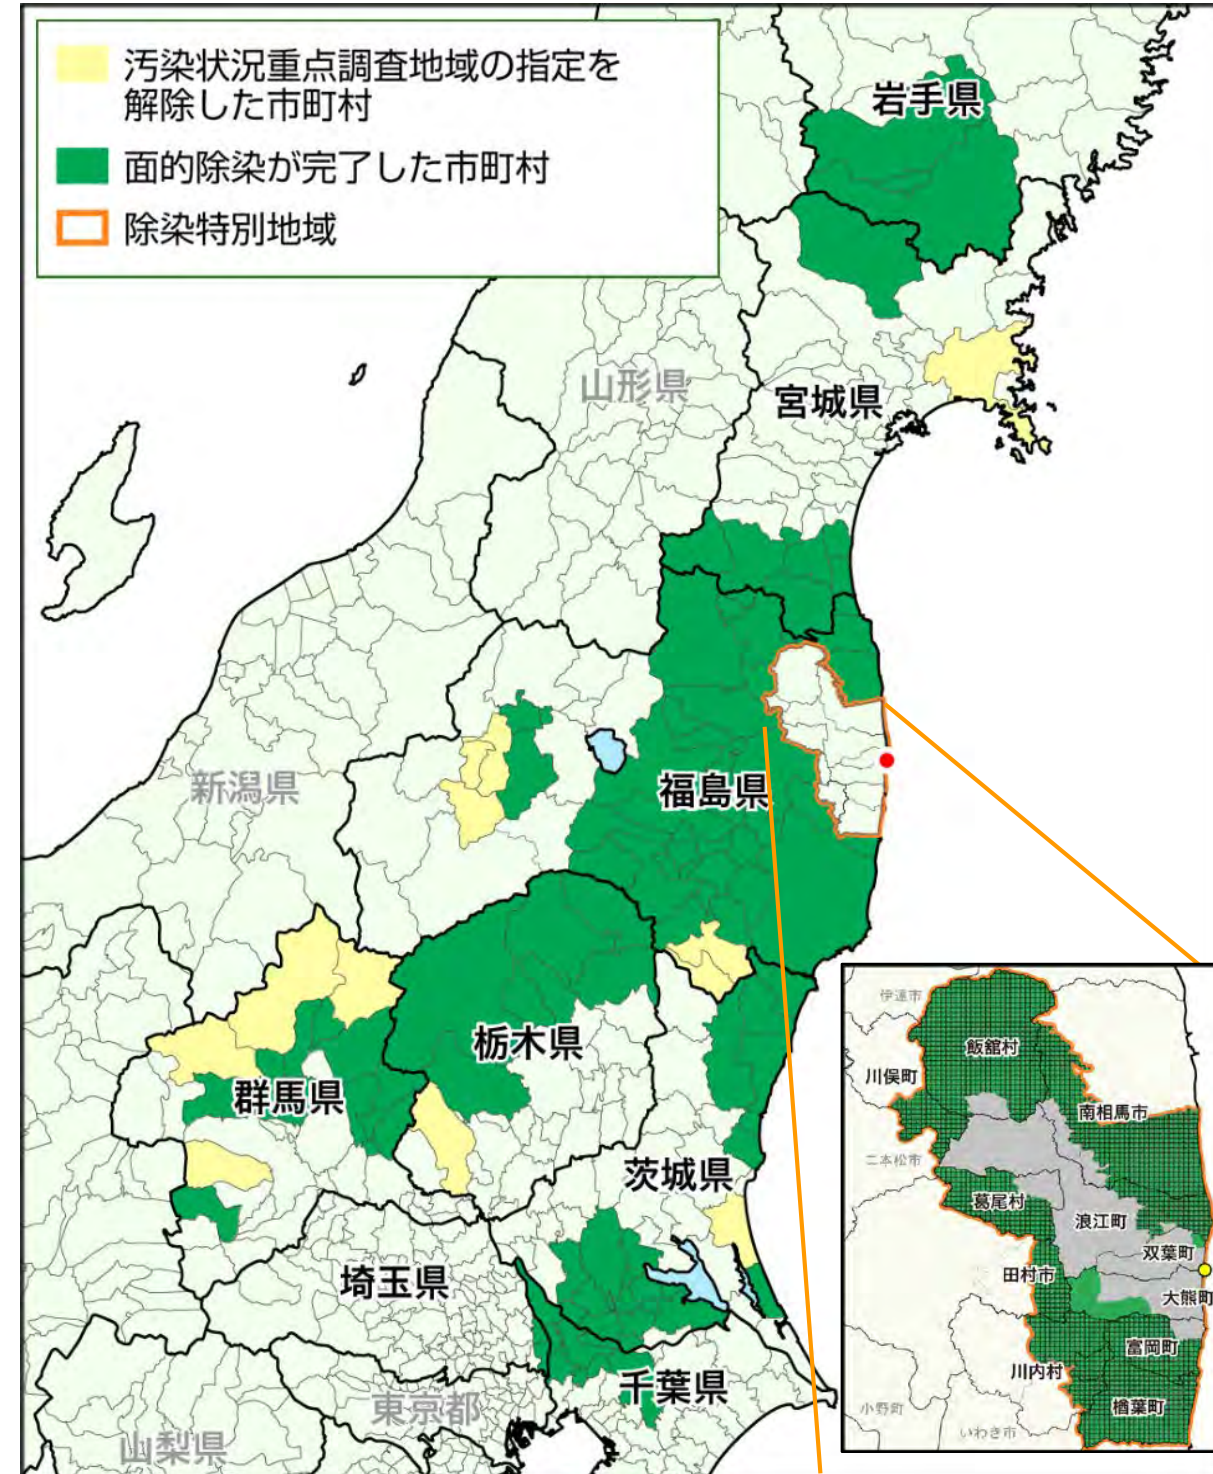 汚染状況重点調査地域の指定を
解除した市町村
面的除染が完了した市町村
除染特別地域
岩手県
山形県
宮城県
新潟県
福島県
栃木県
群馬県
茨城県
埼玉県
千葉県
東京都
山梨県
伊達市
飯舘村
川俣町
南相馬市
二本松市
葛尾村
浪江町
双葉町
田村市
大熊町
富岡町
川内村
楢葉町
小野町
いわき市